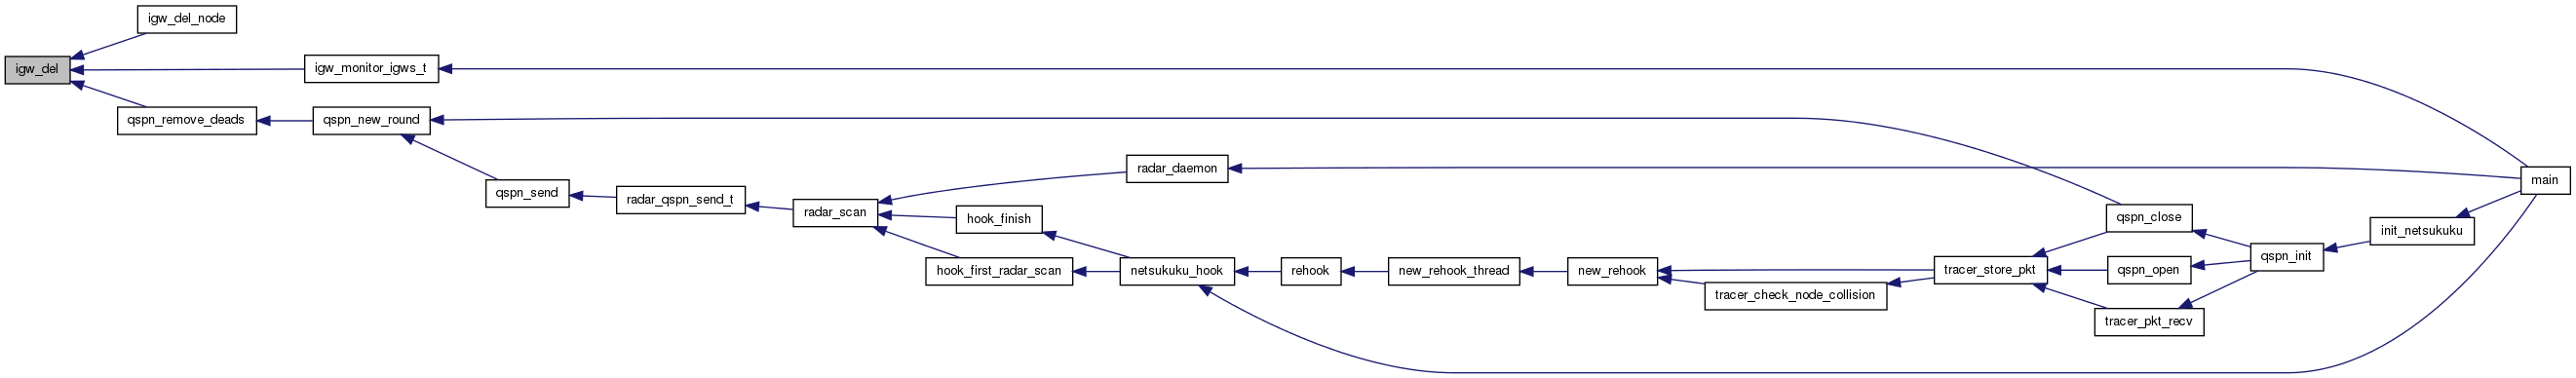 igw_del
igw_del_node
igw_monitor_igws_t
qspn_remove_deads
qspn_new_round
qspn_send
radar_qspn_send_t
radar_scan
radar_daemon
hook_finish
hook_first_radar_scan
netsukuku_hook
rehook
new_rehook_thread
new_rehook
tracer_check_node_collision
tracer_store_pkt
qspn_close
qspn_open
tracer_pkt_recv
qspn_init
init_netsukuku
main